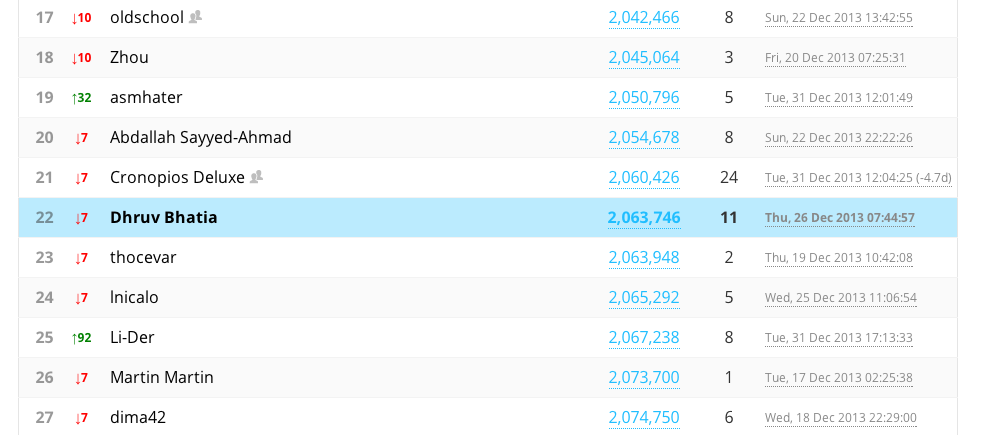 17 ↓10 oldschool 2,042,466 8 Sun, 22 Dec 2013 13:42:55
18 ↓10 Zhou 2,045,064 3 Fri, 20 Dec 2013 07:25:31
19 ↑32 asmhater 2,050,796 5 Tue, 31 Dec 2013 12:01:49
20 ↓7 Abdallah Sayyed-Ahmad 2,054,678 8 Sun, 22 Dec 2013 22:22:26
21 ↓7 Cronopios Deluxe 2,060,426 24 Tue, 31 Dec 2013 12:04:25 (-4.7d)
22 ↓7 Dhruv Bhatia 2,063,746 11 Thu, 26 Dec 2013 07:44:57
23 ↓7 thocevar 2,063,948 2 Thu, 19 Dec 2013 10:42:08
24 ↓7 lnicalo 2,065,292 5 Wed, 25 Dec 2013 11:06:54
25 ↑92 Li-Der 2,067,238 8 Tue, 31 Dec 2013 17:13:33
26 ↓7 Martin Martin 2,073,700 1 Tue, 17 Dec 2013 02:25:38
27 ↓7 dima42 2,074,750 6 Wed, 18 Dec 2013 22:29:00